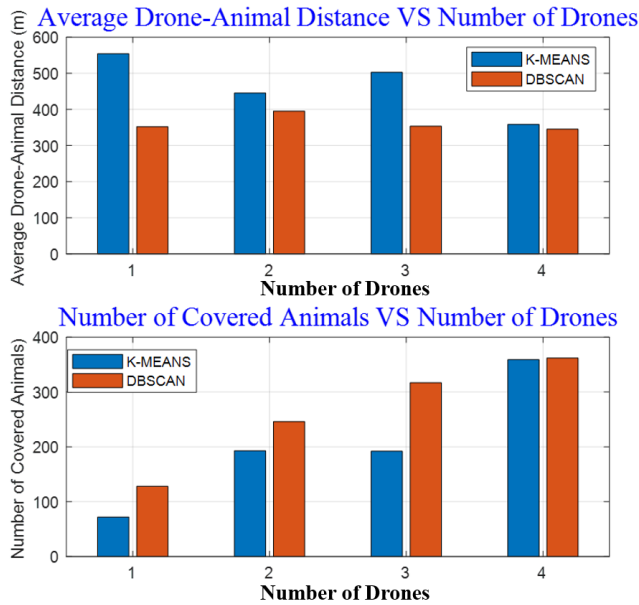 Average Drone-Animal Distance VS Number of Drones
Average Drone-Animal Distance (m)
600
500
400
300
200
100
0
K-MEANS
DBSCAN
1 2 3 4
Number of Drones
Number of Covered Animals VS Number of Drones
Number of Covered Animals)
400
300
200
100
0
K-MEANS
DBSCAN
1 2 3 4
Number of Drones